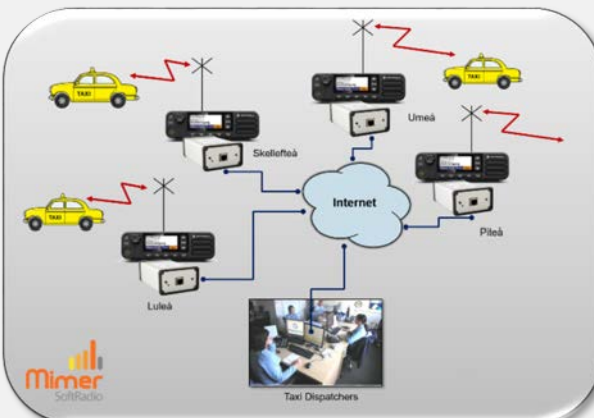 TAXI
TAXI
Umeå
Skellefteå
TAXI
Internet
Piteå
Luleå
Mimer
SoftRadio
Taxi Dispatchers